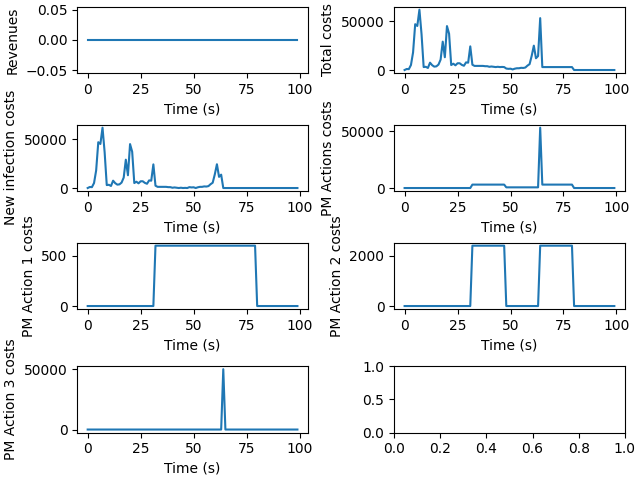 Revenues
0.05
0.00
−0.05
0 25 50 75 100
Time (s)
Total costs
50000
0
0 25 50 75 100
Time (s)
New infection costs
50000
0
0 25 50 75 100
Time (s)
PM Actions costs
50000
0
0 25 50 75 100
Time (s)
PM Action 1 costs
500
0
0 25 50 75 100
Time (s)
PM Action 2 costs
2000
0
0 25 50 75 100
Time (s)
PM Action 3 costs
50000
0
0 25 50 75 100
Time (s)
1.0
0.5
0.0
0.0 0.2 0.4 0.6 0.8 1.0